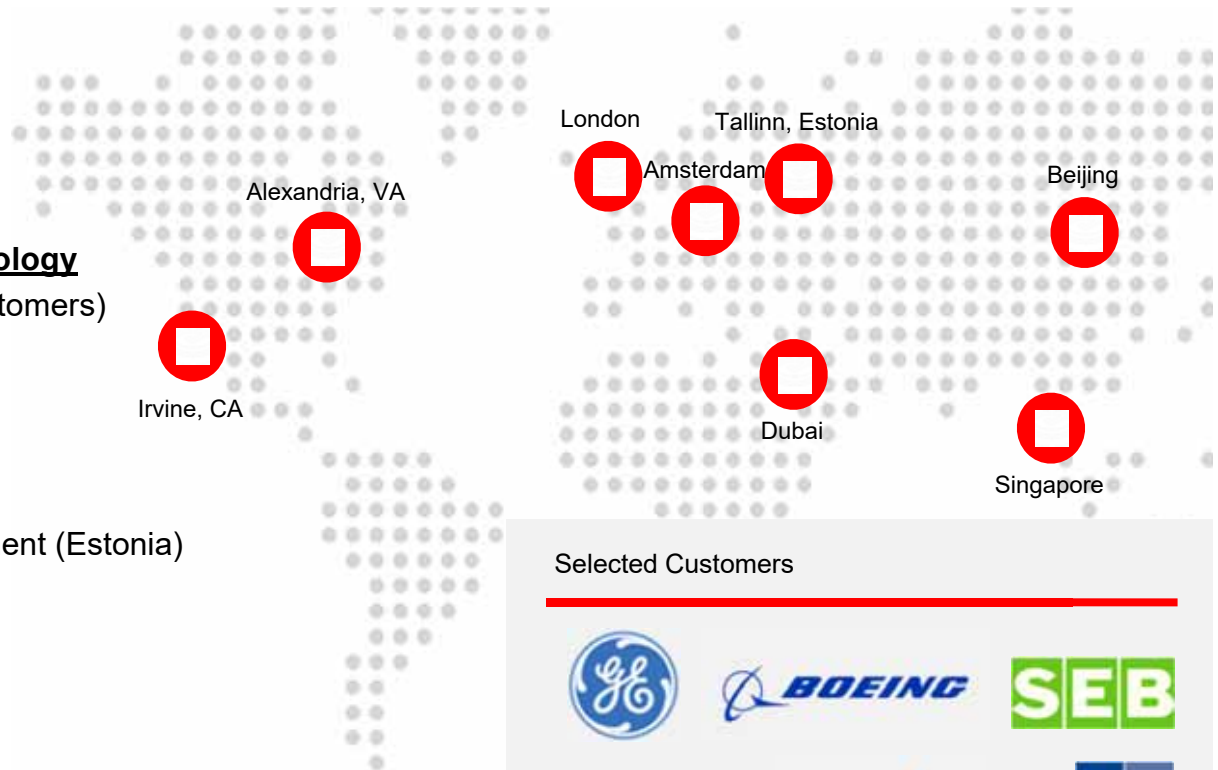 London
Tallinn, Estonia
Amsterdam
Beijing
Alexandria, VA
ology
tomers)
Irvine, CA
Dubai
Singapore
ent (Estonia)
Selected Customers
GE
BOEING
SEB